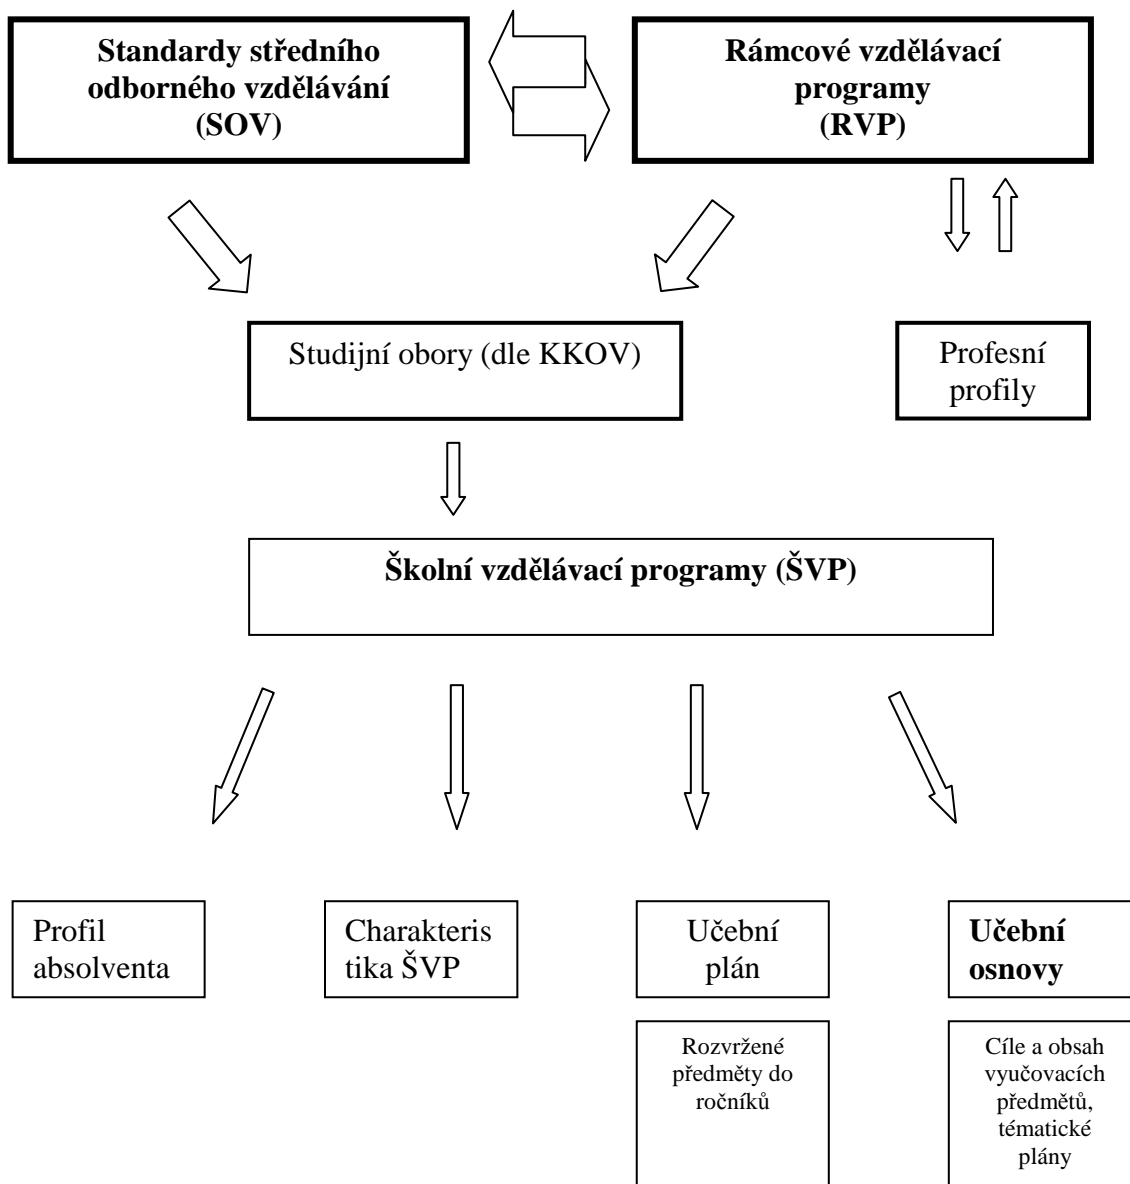 Standardy středního
odborného vzdělávání
(SOV)
Rámcové vzdělávací
programy
(RVP)
Studijní obory (dle KKOV)
Profesní
profily
Školní vzdělávací programy (ŠVP)
Profil
absolventa
Charakteris
tika ŠVP
Učební
plán
Učební
osnovy
Rozvržené
předměty do
ročníků
Cíle a obsah
vyučovacích
předmětů,
tématické
plány